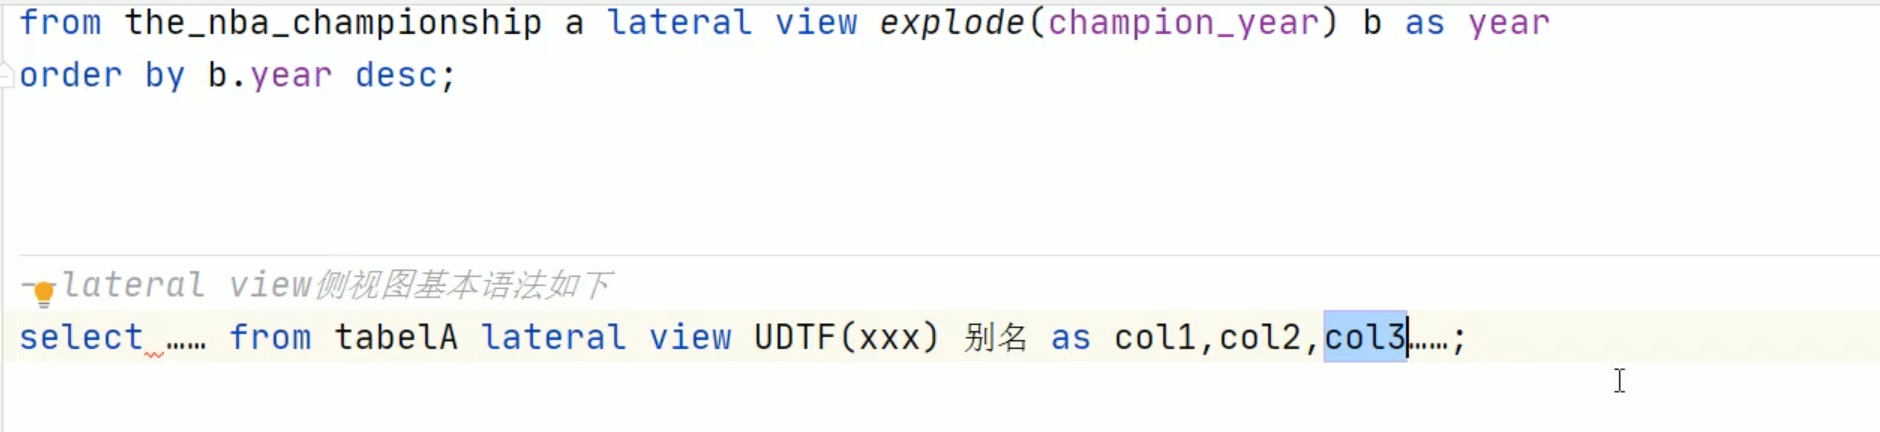 from the_nba_championship a lateral view explode(champion_year) b as year
order by b.year desc;
--lateral view侧视图基本语法如下
select …… from tabelA lateral view UDTF(xxx) 别名 as col1,col2,col3……;